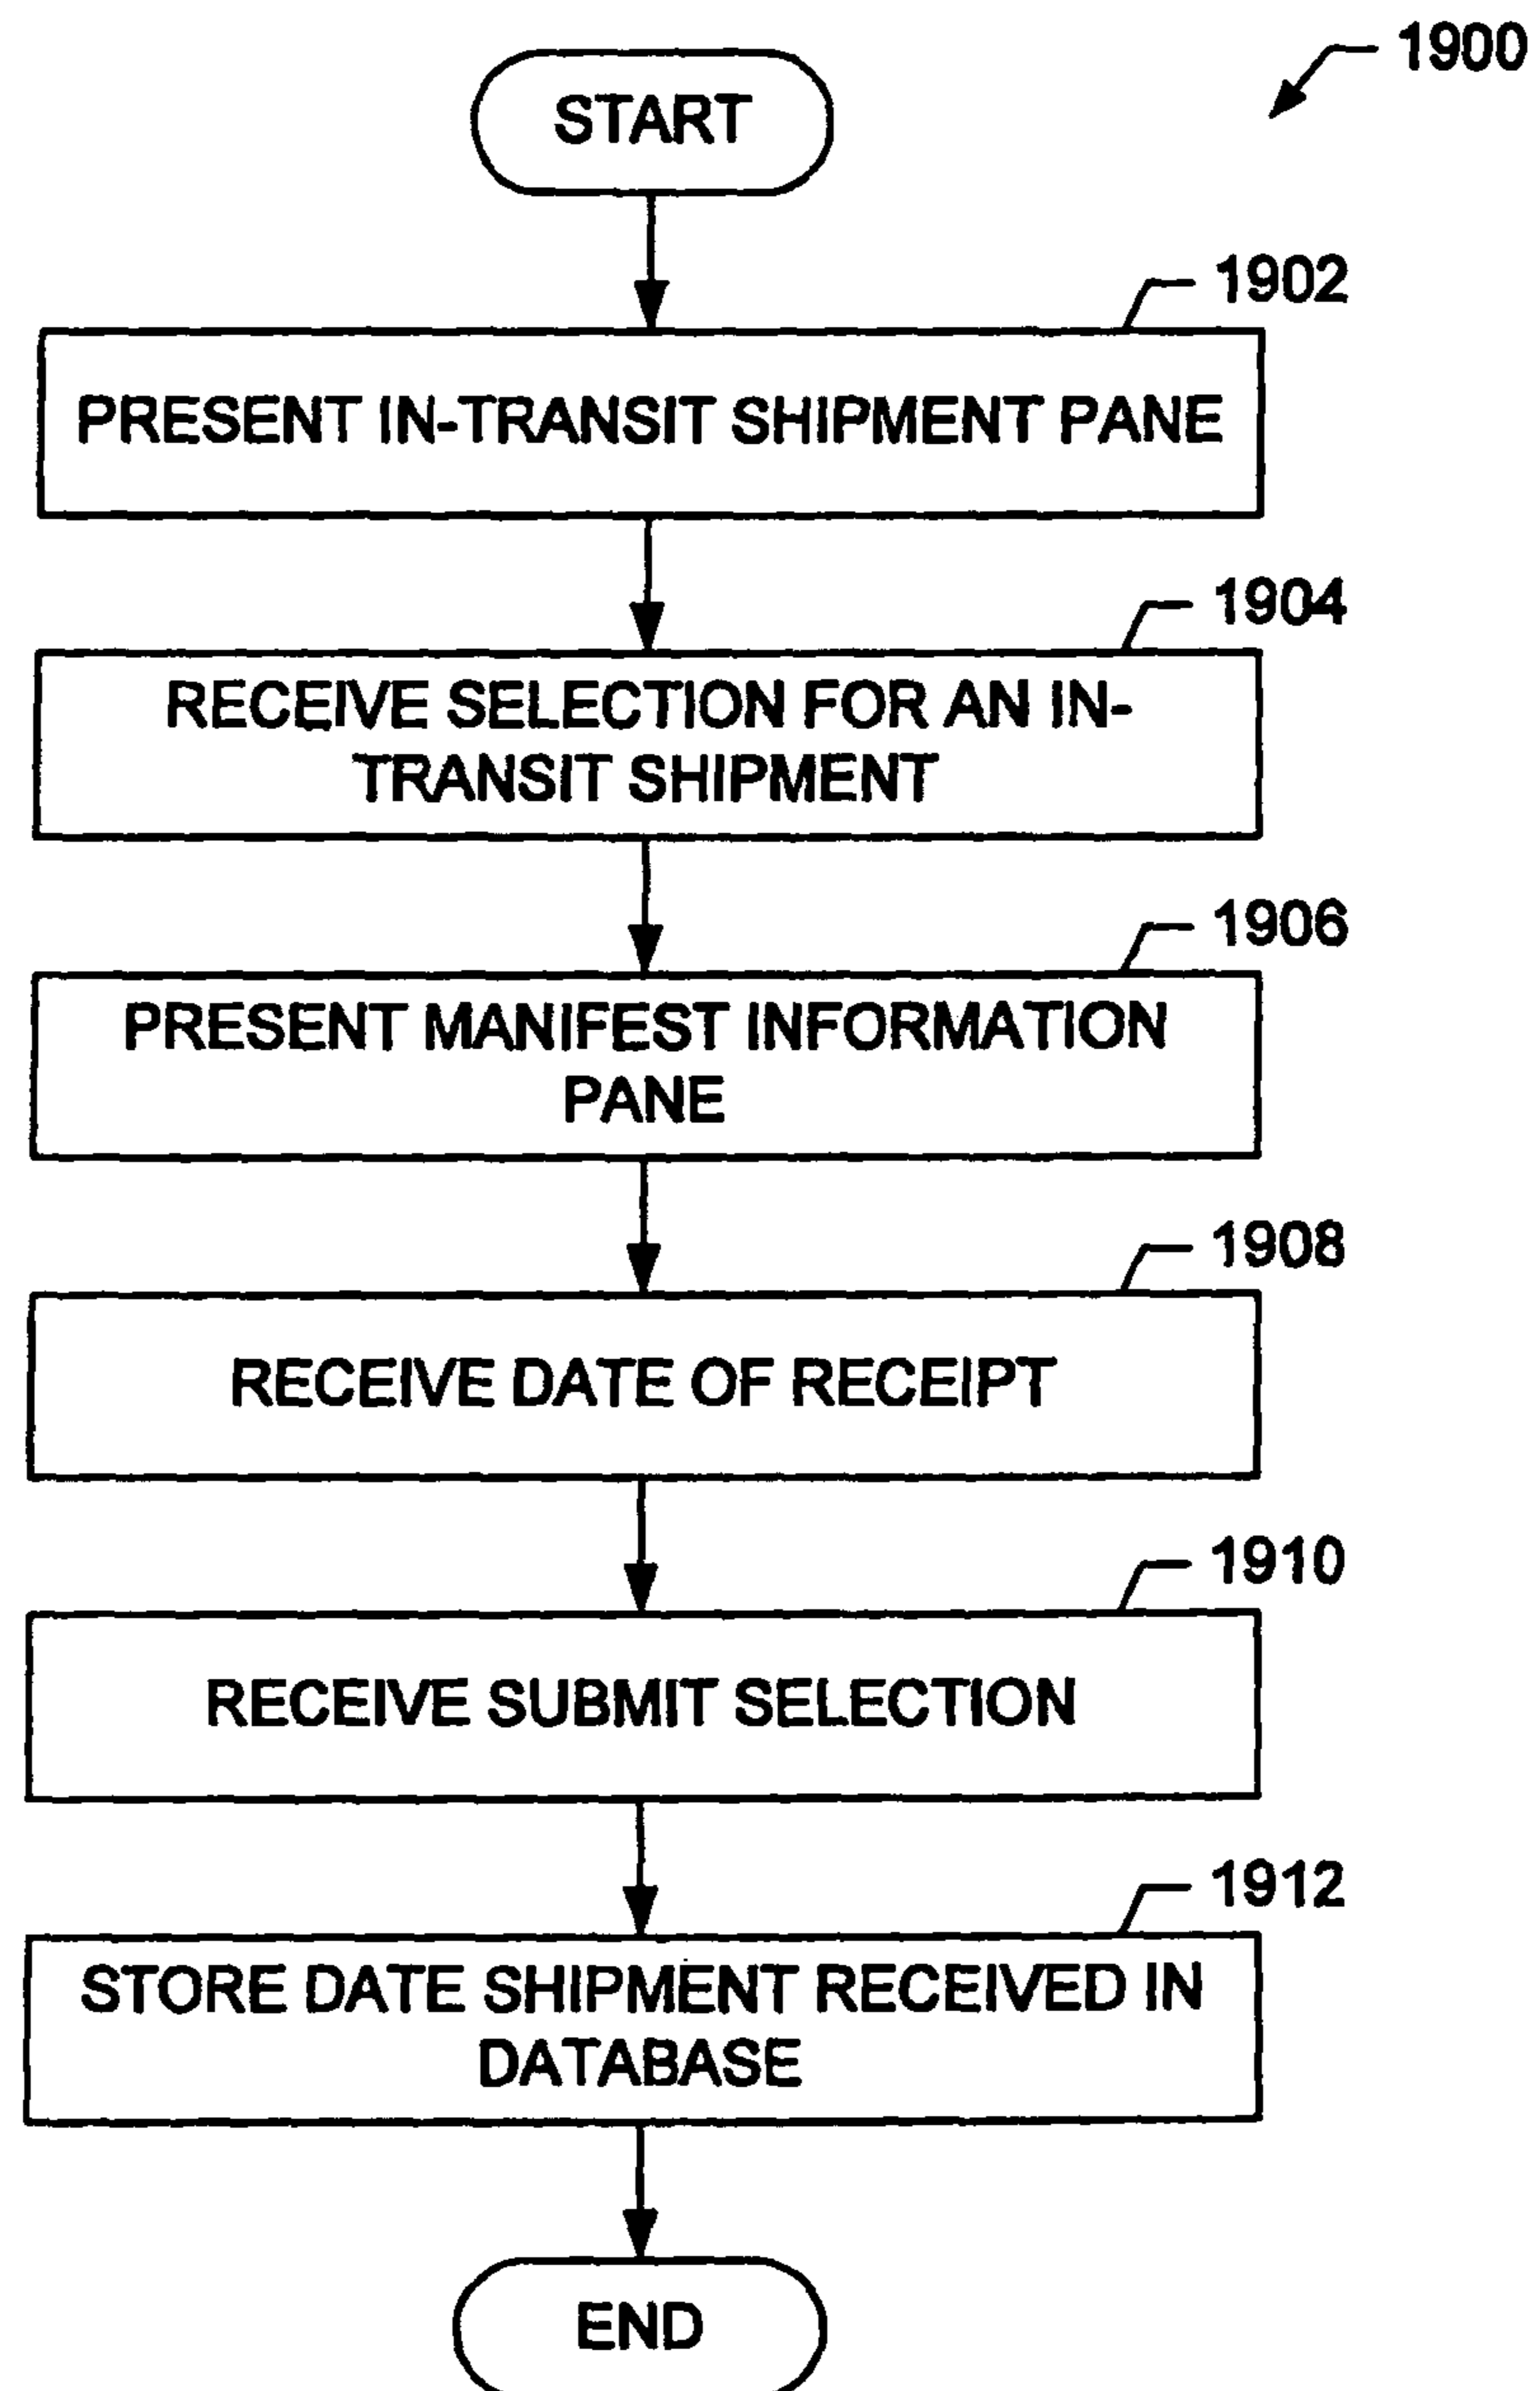 1900
START
1902
PRESENT IN-TRANSIT SHIPMENT PANE
1904
RECEIVE SELECTION FOR AN IN-
TRANSIT SHIPMENT
1906
PRESENT MANIFEST INFORMATION
PANE
1908
RECEIVE DATE OF RECEIPT
1910
RECEIVE SUBMIT SELECTION
1912
STORE DATE SHIPMENT RECEIVED IN
DATABASE
END